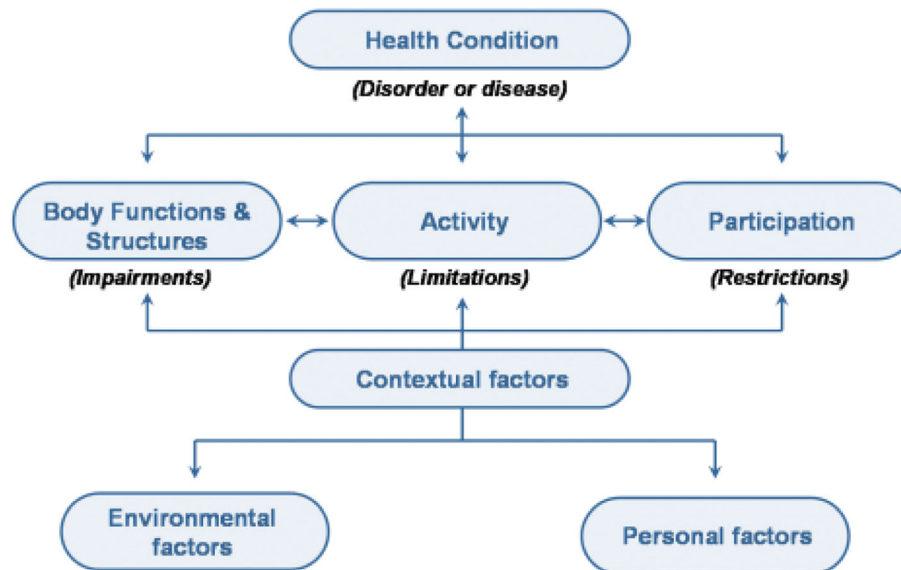 Health Condition
(Disorder or disease)
Body Functions &
Structures
Activity
Participation
(Impairments)
(Limitations)
(Restrictions)
Contextual factors
Environmental
factors
Personal factors